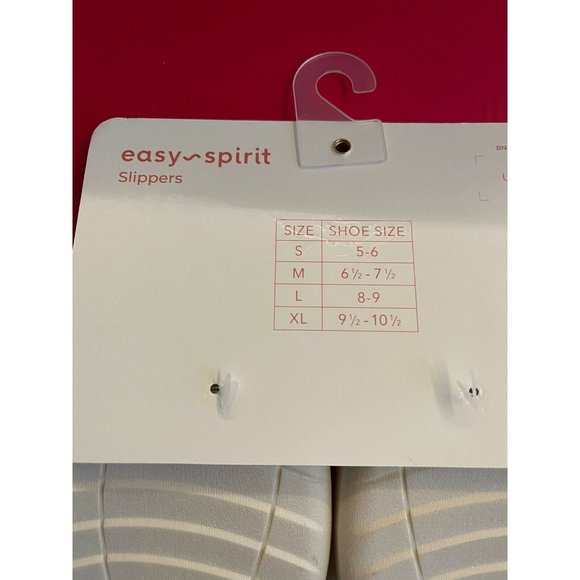 easy spirit
Slippers
BN
U
SIZE SHOE SIZE
S 5-6
M 6½-7½
L 8-9
XL 9½-10½